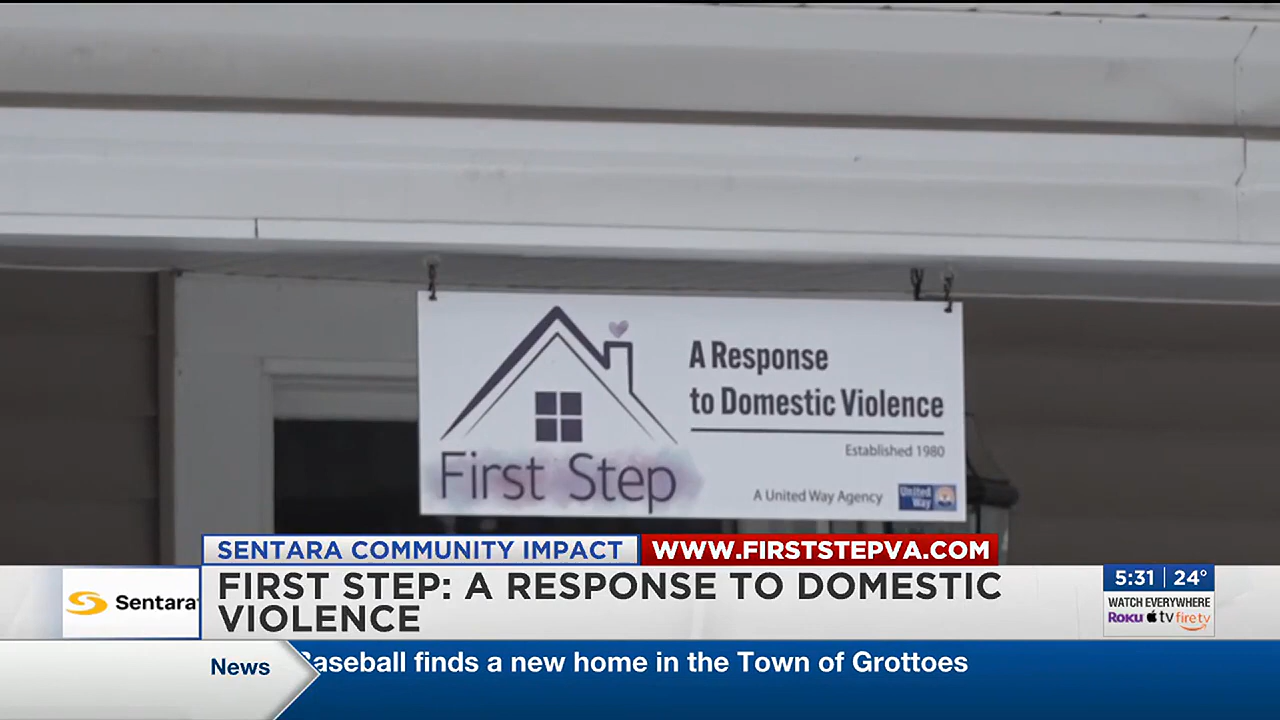 First Step
A Response
to Domestic Violence
Established 1980
A United Way Agency
United
Way
SENTARA COMMUNITY IMPACT
WWW.FIRSTSTEPVA.COM
Sentara
FIRST STEP: A RESPONSE TO DOMESTIC
VIOLENCE
5:31 24°
WATCH EVERYWHERE
Roku tv fire tv
News
Baseball finds a new home in the Town of Grottoes